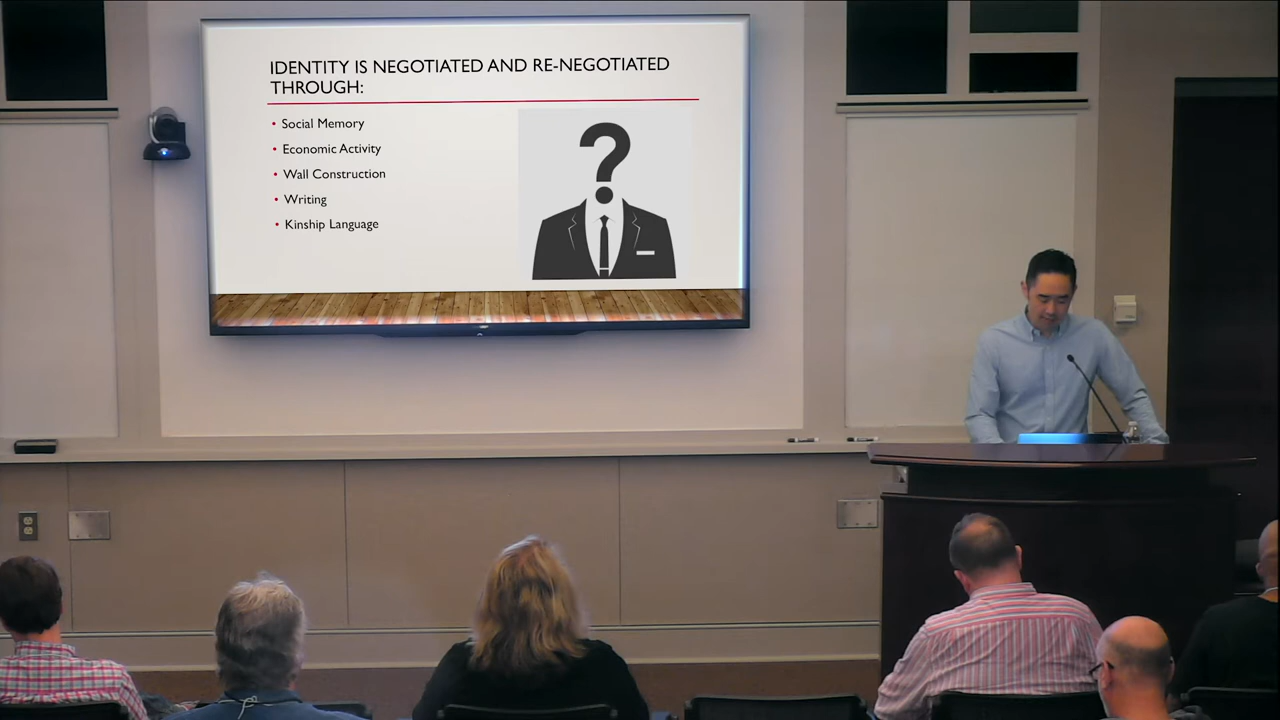 IDENTITY IS NEGOTIATED AND RE-NEGOTIATED
THROUGH:
• Social Memory
• Economic Activity
• Wall Construction
• Writing
• Kinship Language
?